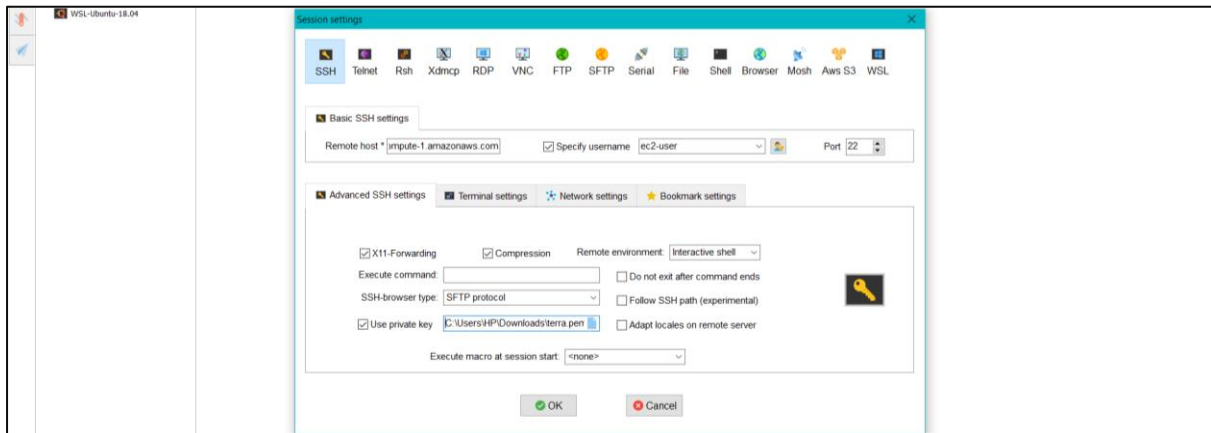 WSL-Ubuntu-18.04
Session settings
SSH Telnet Rsh Xdmcp RDP VNC FTP SFTP Serial File Shell Browser Mosh Aws S3 WSL
Basic SSH settings
Remote host * mpute-1.amazonaws.com Specify username ec2-user Port 22
Advanced SSH settings Terminal settings Network settings Bookmark settings
X11-Forwarding Compression Remote environment: Interactive shell
Execute command: Do not exit after command ends
SSH-browser type: SFTP protocol Follow SSH path (experimental)
Use private key C:\Users\HP\Downloads\terra.pem Adapt locales on remote server
Execute macro at session start: <none>
OK Cancel